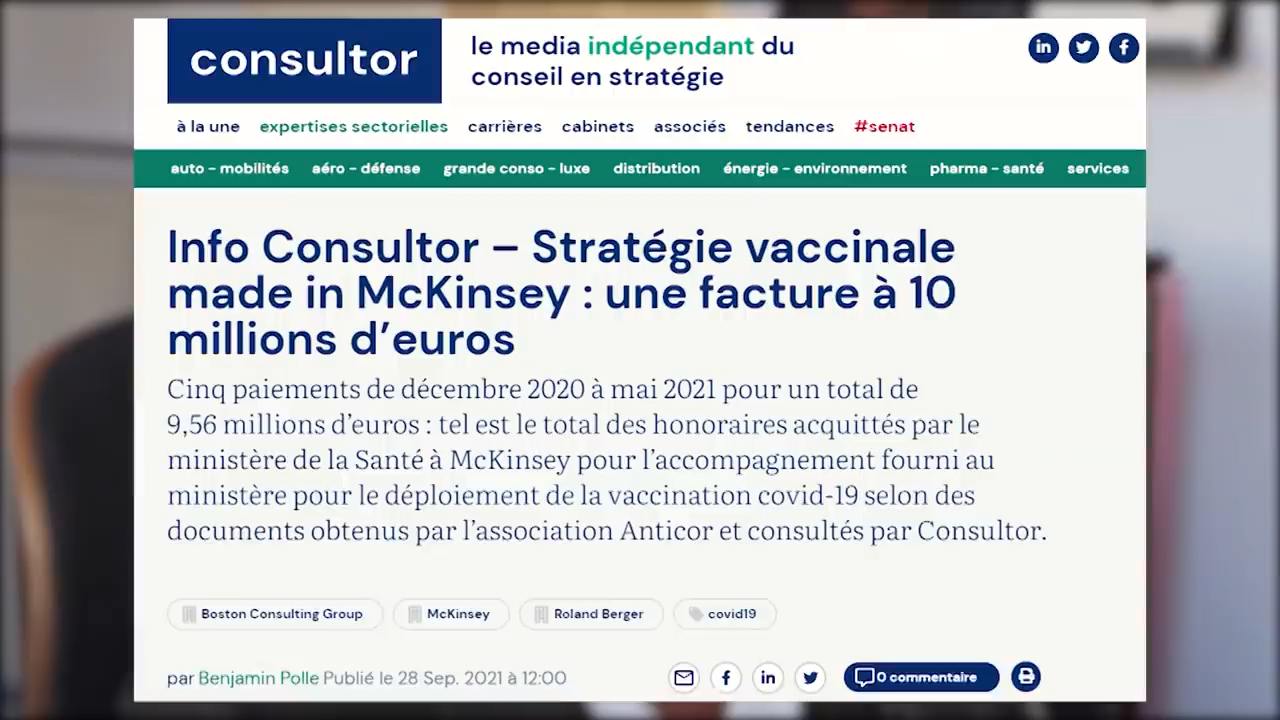 consultor
le media indépendant du
conseil en stratégie
à la une expertises sectorielles carrières cabinets associés tendances #senat
auto – mobilités aéro – défense grande conso – luxe distribution énergie – environnement pharma – santé services
Info Consultor – Stratégie vaccinale
made in McKinsey : une facture à 10
millions d’euros
Cinq paiements de décembre 2020 à mai 2021 pour un total de
9,56 millions d’euros : tel est le total des honoraires acquittés par le
ministère de la Santé à McKinsey pour l’accompagnement fourni au
ministère pour le déploiement de la vaccination covid-19 selon des
documents obtenus par l’association Anticor et consultés par Consultor.
Boston Consulting Group McKinsey Roland Berger covid19
par Benjamin Polle Publié le 28 Sep. 2021 à 12:00
0 commentaire